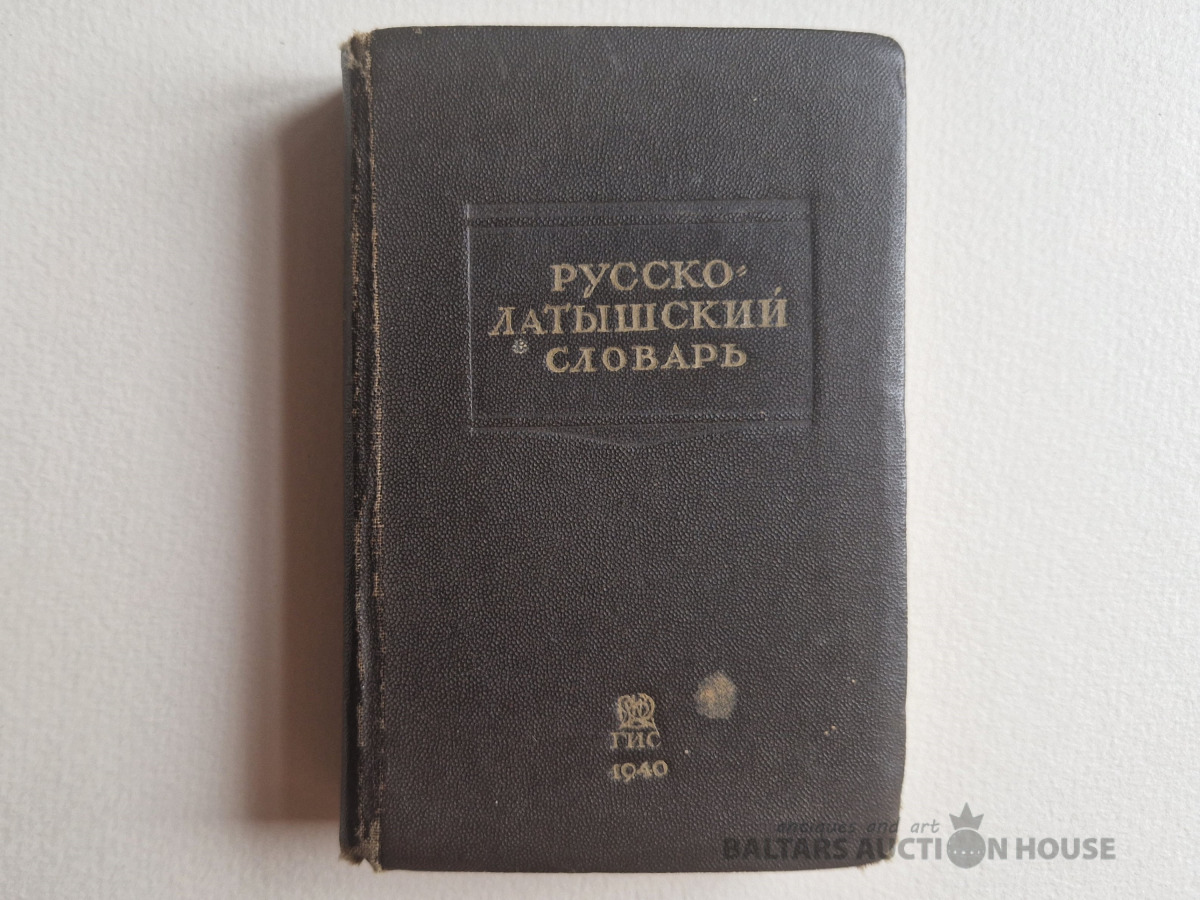 РУССКО-
ЛАТЫШСКИЙ
СЛОВАРЬ
ГИС
1940
antiques and art
BALTARS AUCTION HOUSE